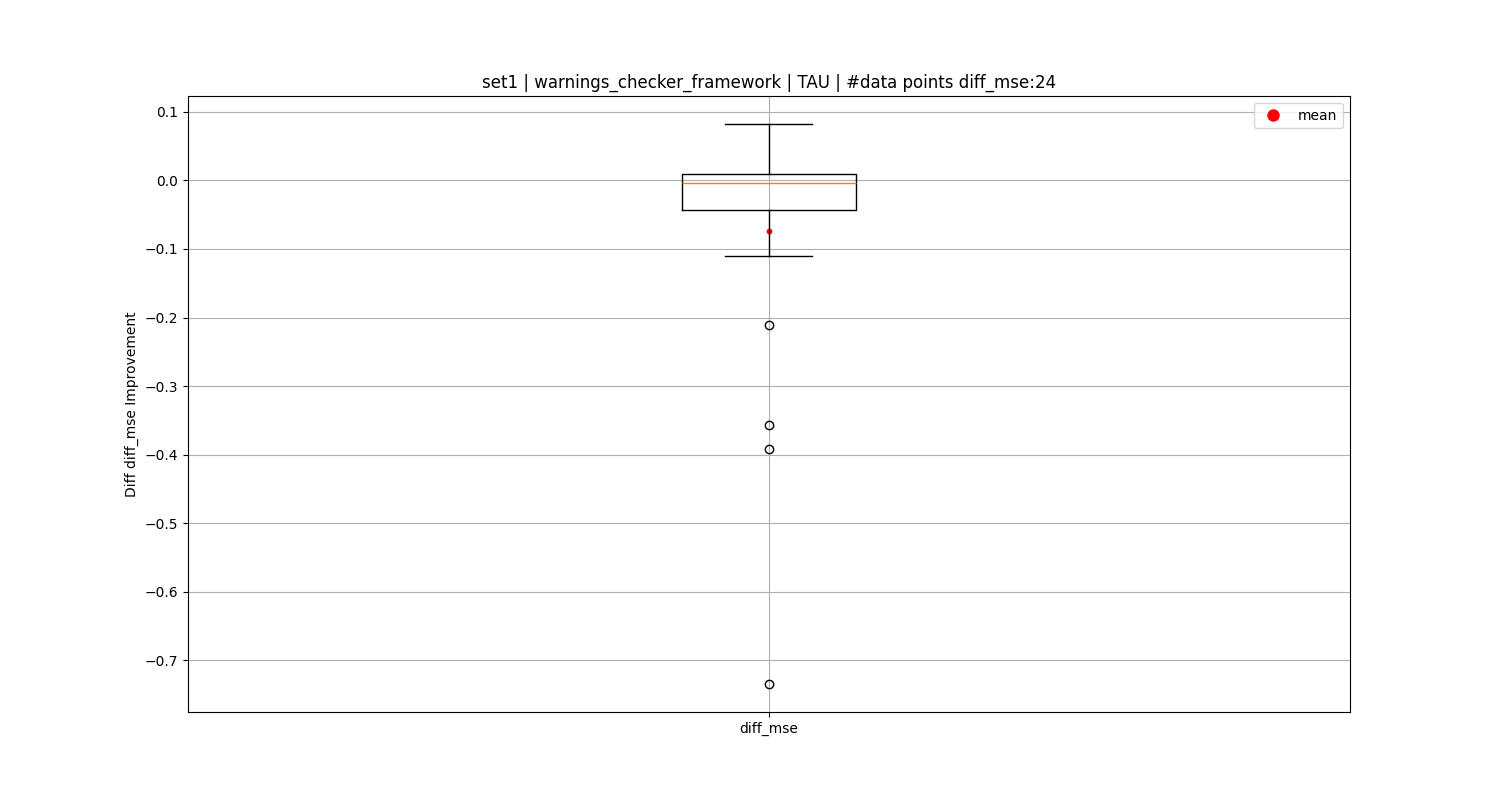 set1 | warnings_checker_framework | TAU | #data points diff_mse:24
mean
0.1
0.0
−0.1
−0.2
−0.3
−0.4
−0.5
−0.6
−0.7
Diff diff_mse Improvement
diff_mse